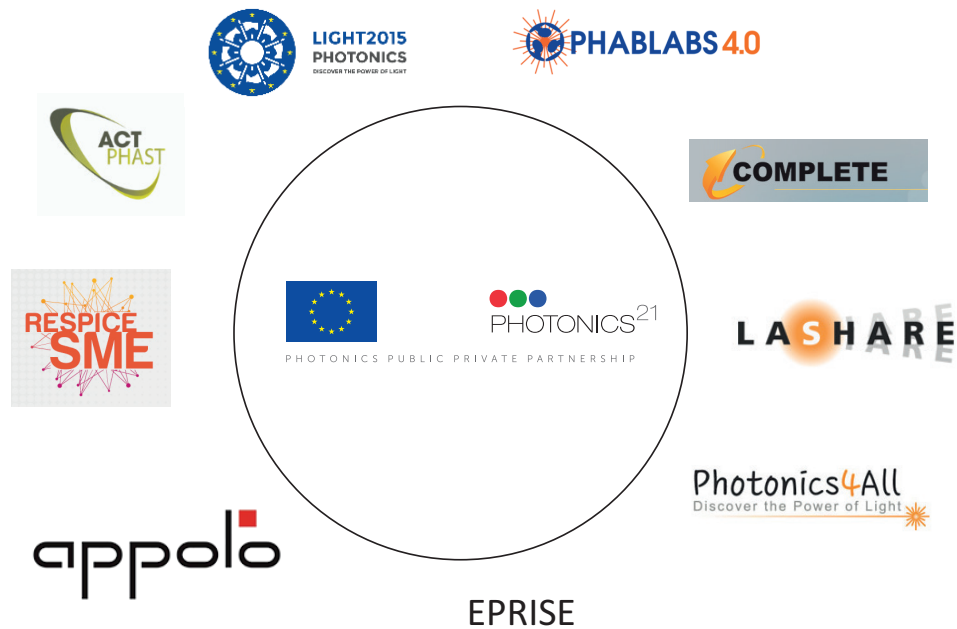 LIGHT2015
PHOTONICS
DISCOVER THE POWER OF LIGHT
PHABLABS 4.0
ACT
PHAST
COMPLETE
RESPICE
SME
PHOTONICS²¹
PHOTONICS PUBLIC PRIVATE PARTNERSHIP
LASHARE
Photonics4All
Discover the Power of Light
appolo
EPRISE